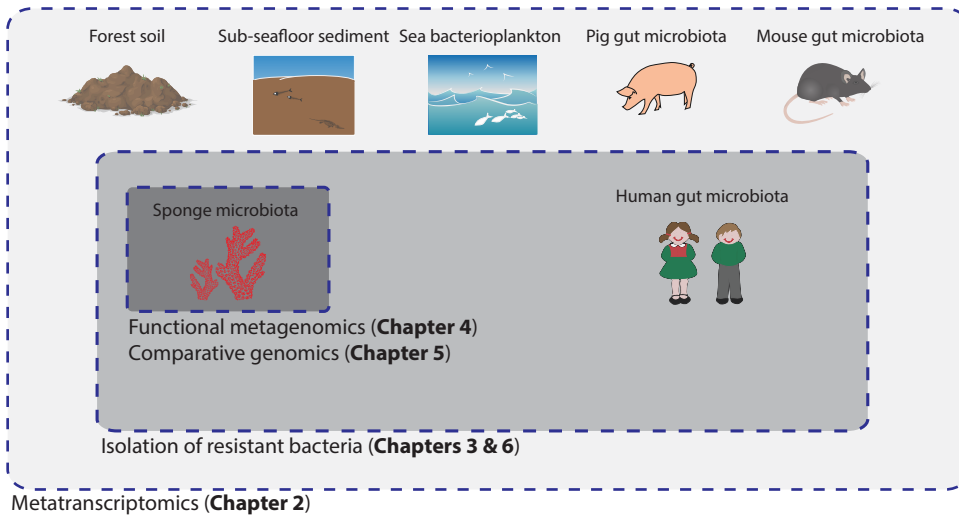 Forest soil
Sub-seafloor sediment
Sea bacterioplankton
Pig gut microbiota
Mouse gut microbiota
Sponge microbiota
Human gut microbiota
Functional metagenomics (Chapter 4)
Comparative genomics (Chapter 5)
Isolation of resistant bacteria (Chapters 3 & 6)
Metatranscriptomics (Chapter 2)